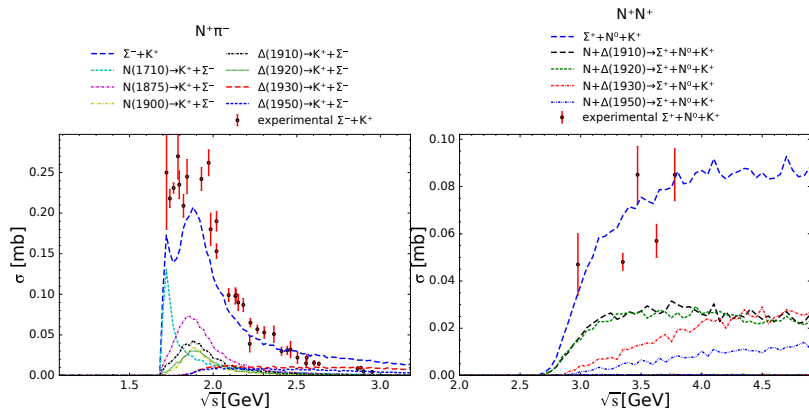 N⁺π⁻
Σ⁻+K⁺
N(1710)→K⁺+Σ⁻
N(1875)→K⁺+Σ⁻
N(1900)→K⁺+Σ⁻
Δ(1910)→K⁺+Σ⁻
Δ(1920)→K⁺+Σ⁻
Δ(1930)→K⁺+Σ⁻
Δ(1950)→K⁺+Σ⁻
experimental Σ⁻+K⁺
σ [mb]
0.25
0.20
0.15
0.10
0.05
0.00
1.0 1.5 2.0 2.5 3.0
√s[GeV]
N⁺N⁺
Σ⁺+N⁰+K⁺
N+Δ(1910)→Σ⁺+N⁰+K⁺
N+Δ(1920)→Σ⁺+N⁰+K⁺
N+Δ(1930)→Σ⁺+N⁰+K⁺
N+Δ(1950)→Σ⁺+N⁰+K⁺
experimental Σ⁺+N⁰+K⁺
σ [mb]
0.10
0.08
0.06
0.04
0.02
0.00
2.0 2.5 3.0 3.5 4.0 4.5
√s[GeV]